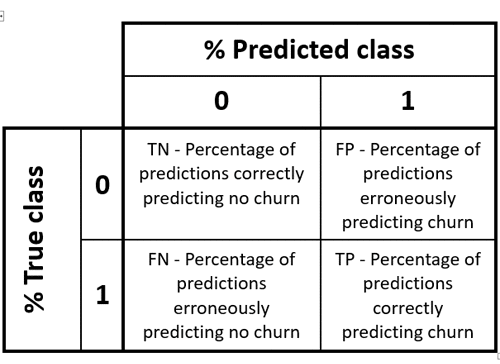 % Predicted class
0 1
% True class
0
TN - Percentage of
predictions correctly
predicting no churn
FP - Percentage of
predictions
erroneously
predicting churn
1
FN - Percentage of
predictions
erroneously
predicting no churn
TP - Percentage of
predictions
correctly
predicting churn